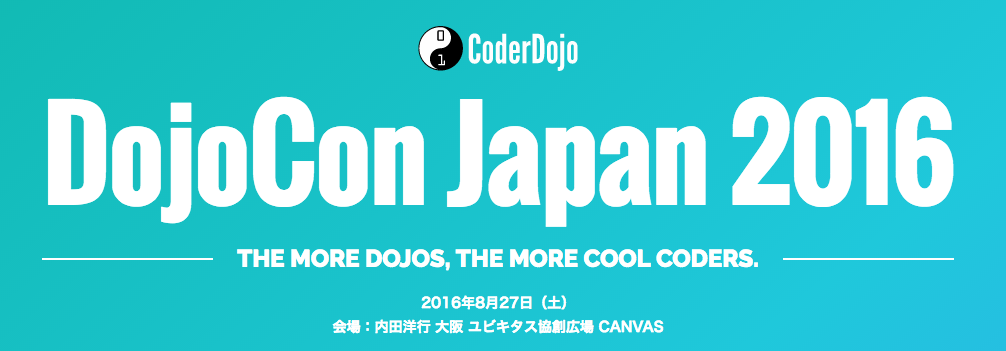 0
1
CoderDojo
DojoCon Japan 2016
THE MORE DOJOS, THE MORE COOL CODERS.
2016年8月27日（土）
会場：内田洋行 大阪 ユビキタス協創広場 CANVAS